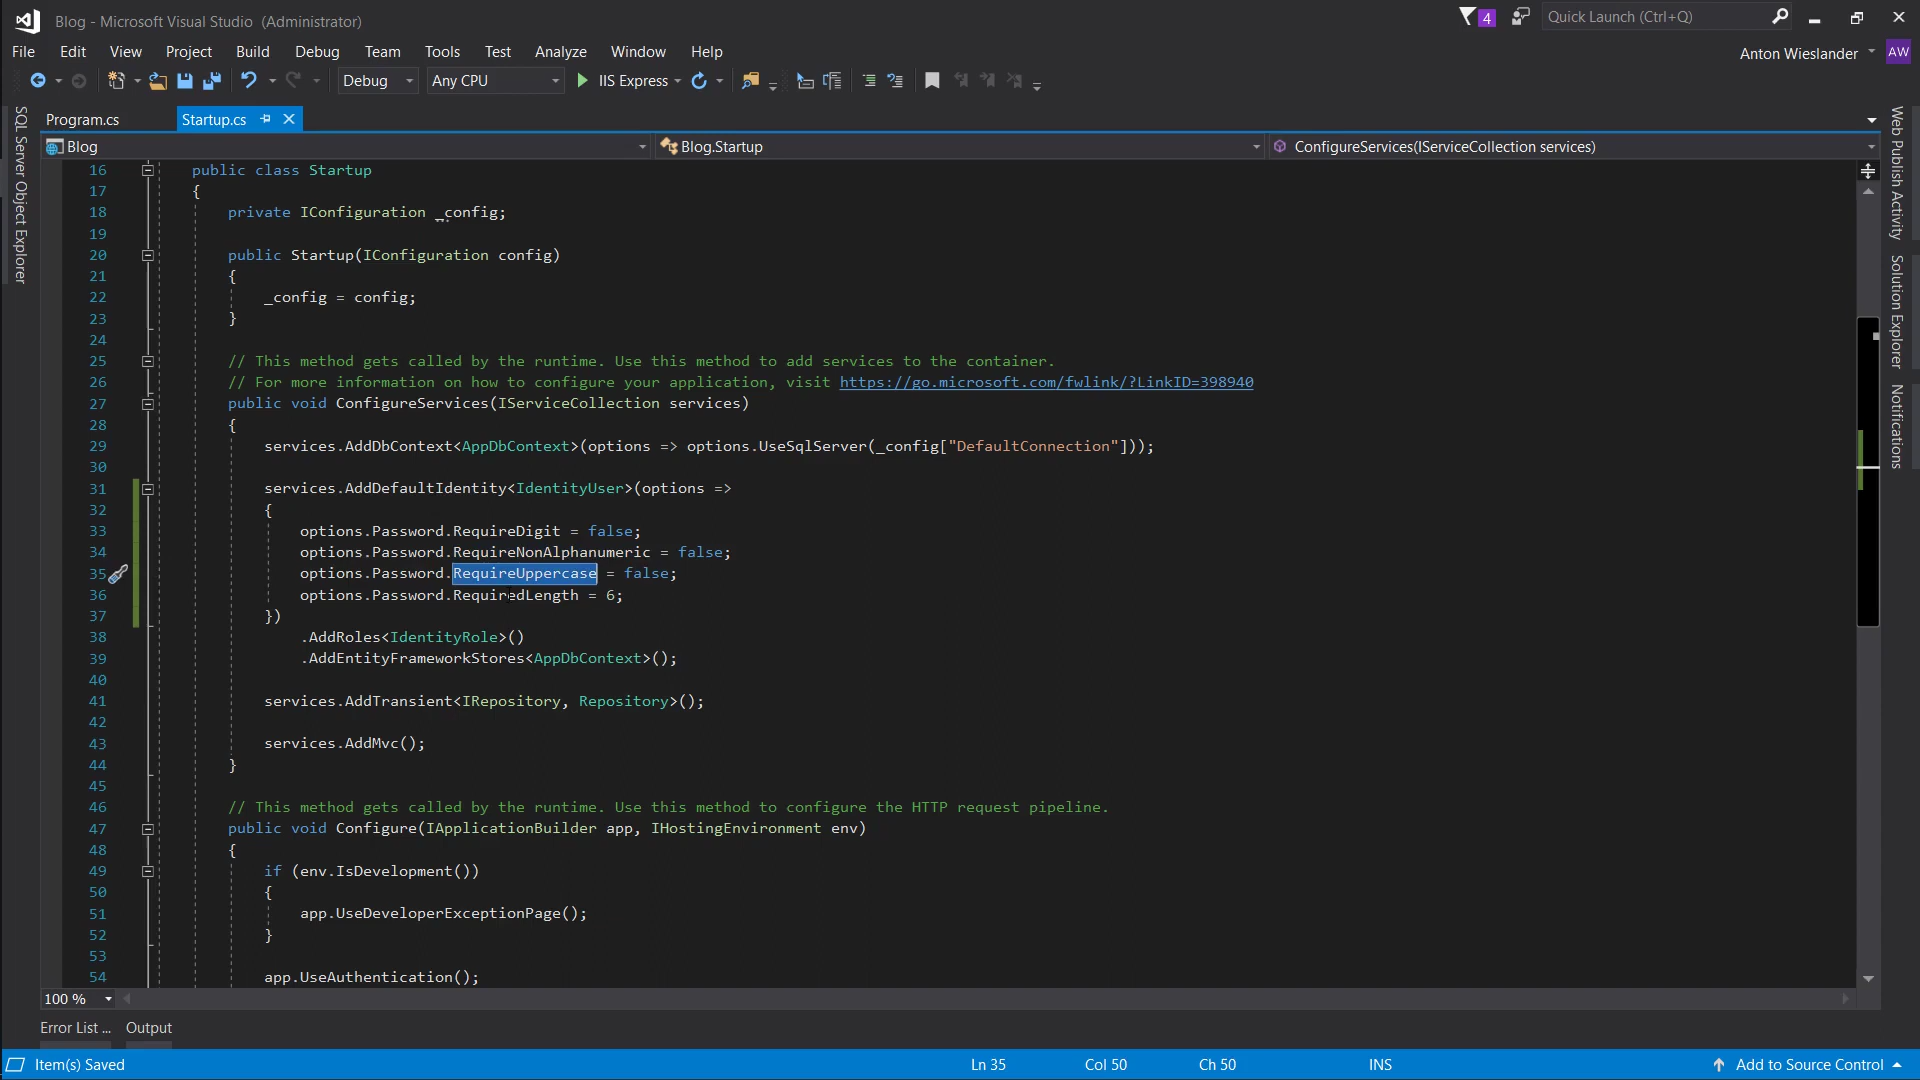 Blog - Microsoft Visual Studio (Administrator)
4
Quick Launch (Ctrl+Q)
File Edit View Project Build Debug Team Tools Test Analyze Window Help
Anton Wieslander AW
Debug Any CPU IIS Express
SQL Server Object Explorer
Program.cs Startup.cs
Blog Blog.Startup ConfigureServices(IServiceCollection services)
16 public class Startup
17 {
18 private IConfiguration _config;
19
20 public Startup(IConfiguration config)
21 {
22 _config = config;
23 }
24
25 // This method gets called by the runtime. Use this method to add services to the container.
26 // For more information on how to configure your application, visit https://go.microsoft.com/fwlink/?LinkID=398940
27 public void ConfigureServices(IServiceCollection services)
28 {
29 services.AddDbContext<AppDbContext>(options => options.UseSqlServer(_config["DefaultConnection"]));
30
31 services.AddDefaultIdentity<IdentityUser>(options =>
32 {
33 options.Password.RequireDigit = false;
34 options.Password.RequireNonAlphanumeric = false;
35 options.Password.RequireUppercase = false;
36 options.Password.RequiredLength = 6;
37 })
38 .AddRoles<IdentityRole>()
39 .AddEntityFrameworkStores<AppDbContext>();
40
41 services.AddTransient<IRepository, Repository>();
42
43 services.AddMvc();
44 }
45
46 // This method gets called by the runtime. Use this method to configure the HTTP request pipeline.
47 public void Configure(IApplicationBuilder app, IHostingEnvironment env)
48 {
49 if (env.IsDevelopment())
50 {
51 app.UseDeveloperExceptionPage();
52 }
53
54 app.UseAuthentication();
Web Publish Activity
Solution Explorer
Notifications
100 %
Error List ... Output
Item(s) Saved Ln 35 Col 50 Ch 50 INS Add to Source Control